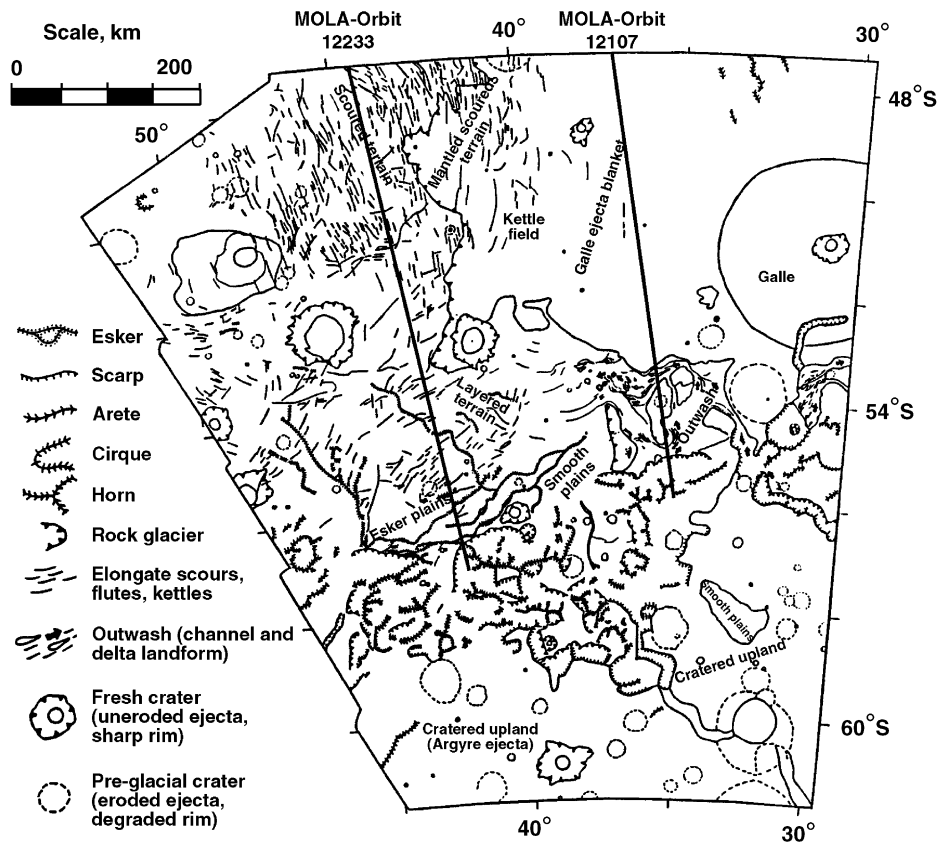 MOLA-Orbit
12233
40°
MOLA-Orbit
12107
30°
Scale, km
0
200
48°S
50°
Scoured terrain
Mantled scoured
terrain
Kettle
field
Galle ejecta blanket
Galle
Esker
Scarp
Arete
Cirque
Horn
Rock glacier
Elongate scours,
flutes, kettles
Outwash (channel and
delta landform)
Fresh crater
(uneroded ejecta,
sharp rim)
Pre-glacial crater
(eroded ejecta,
degraded rim)
Layered
terrain
54°S
Outwash
Smooth
plains
Esker plains
Smooth plains
Cratered upland
Cratered upland
(Argyre ejecta)
60°S
40°
30°